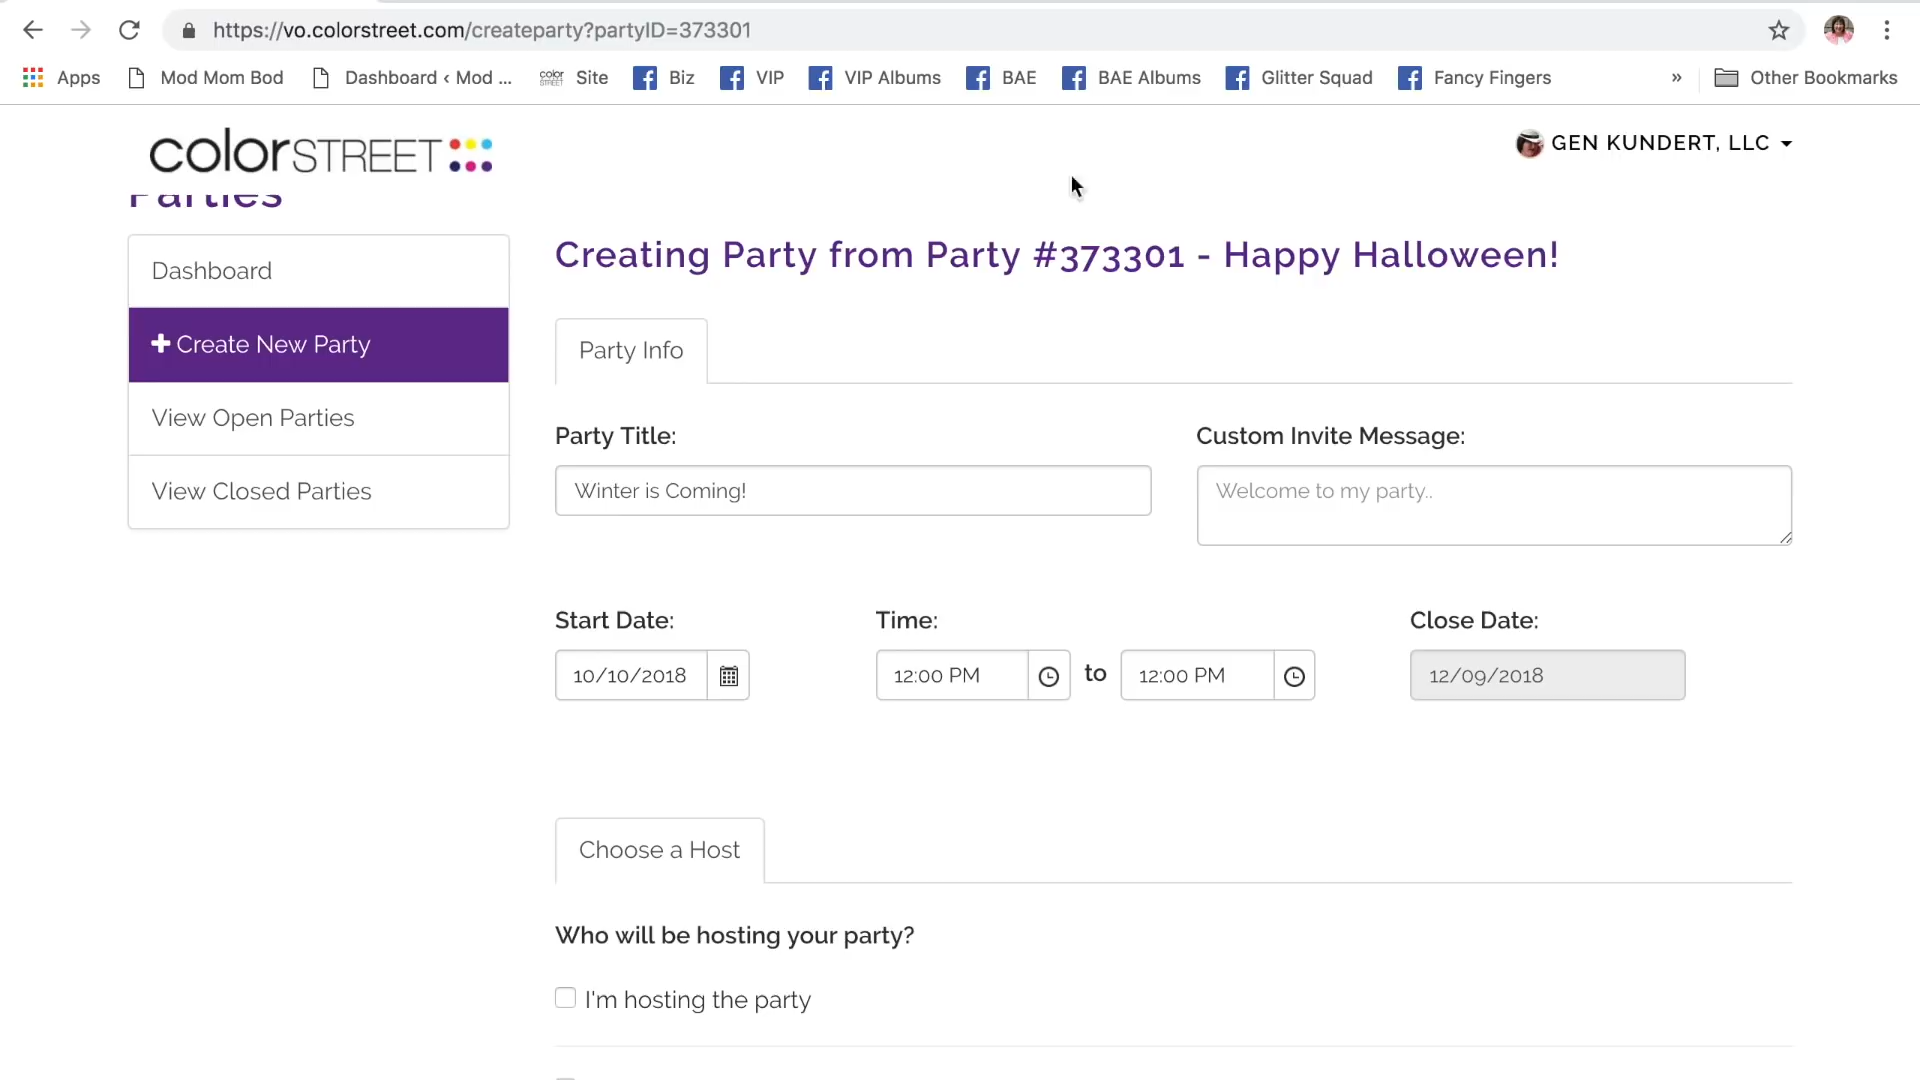 https://vo.colorstreet.com/createparty?partyID=373301
Apps Mod Mom Bod Dashboard ‹ Mod ... color STREET Site Biz VIP VIP Albums BAE BAE Albums Glitter Squad Fancy Fingers » Other Bookmarks
colorSTREET
GEN KUNDERT, LLC
Parties
Dashboard
Create New Party
View Open Parties
View Closed Parties
Creating Party from Party #373301 - Happy Halloween!
Party Info
Party Title:
Winter is Coming!
Custom Invite Message:
Welcome to my party..
Start Date:
10/10/2018
Time:
12:00 PM to 12:00 PM
Close Date:
12/09/2018
Choose a Host
Who will be hosting your party?
I'm hosting the party